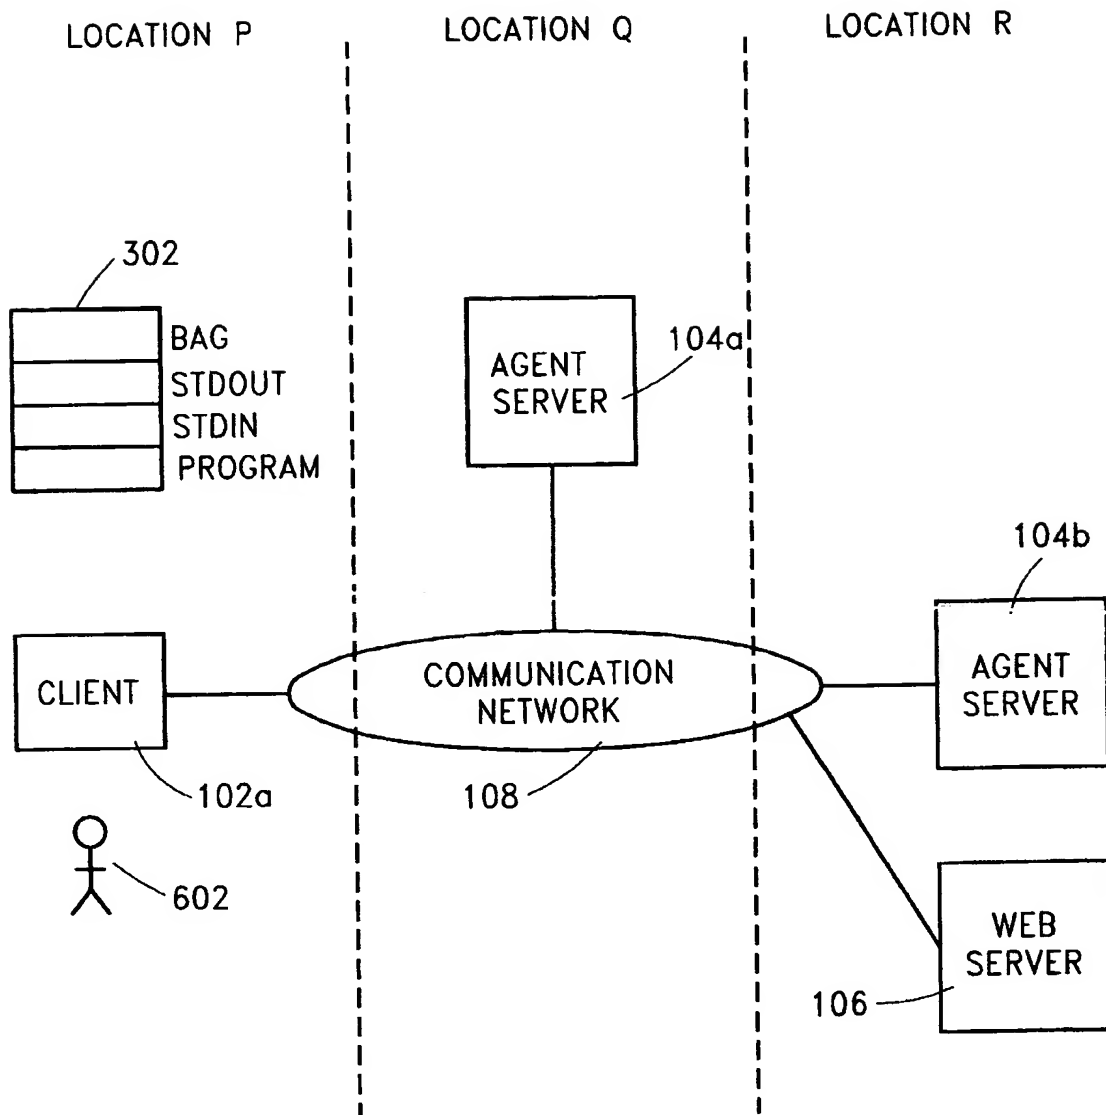 LOCATION P
LOCATION Q
LOCATION R
302
BAG
STDOUT
STDIN
PROGRAM
AGENT
SERVER
104a
104b
CLIENT
102a
COMMUNICATION
NETWORK
108
AGENT
SERVER
602
WEB
SERVER
106